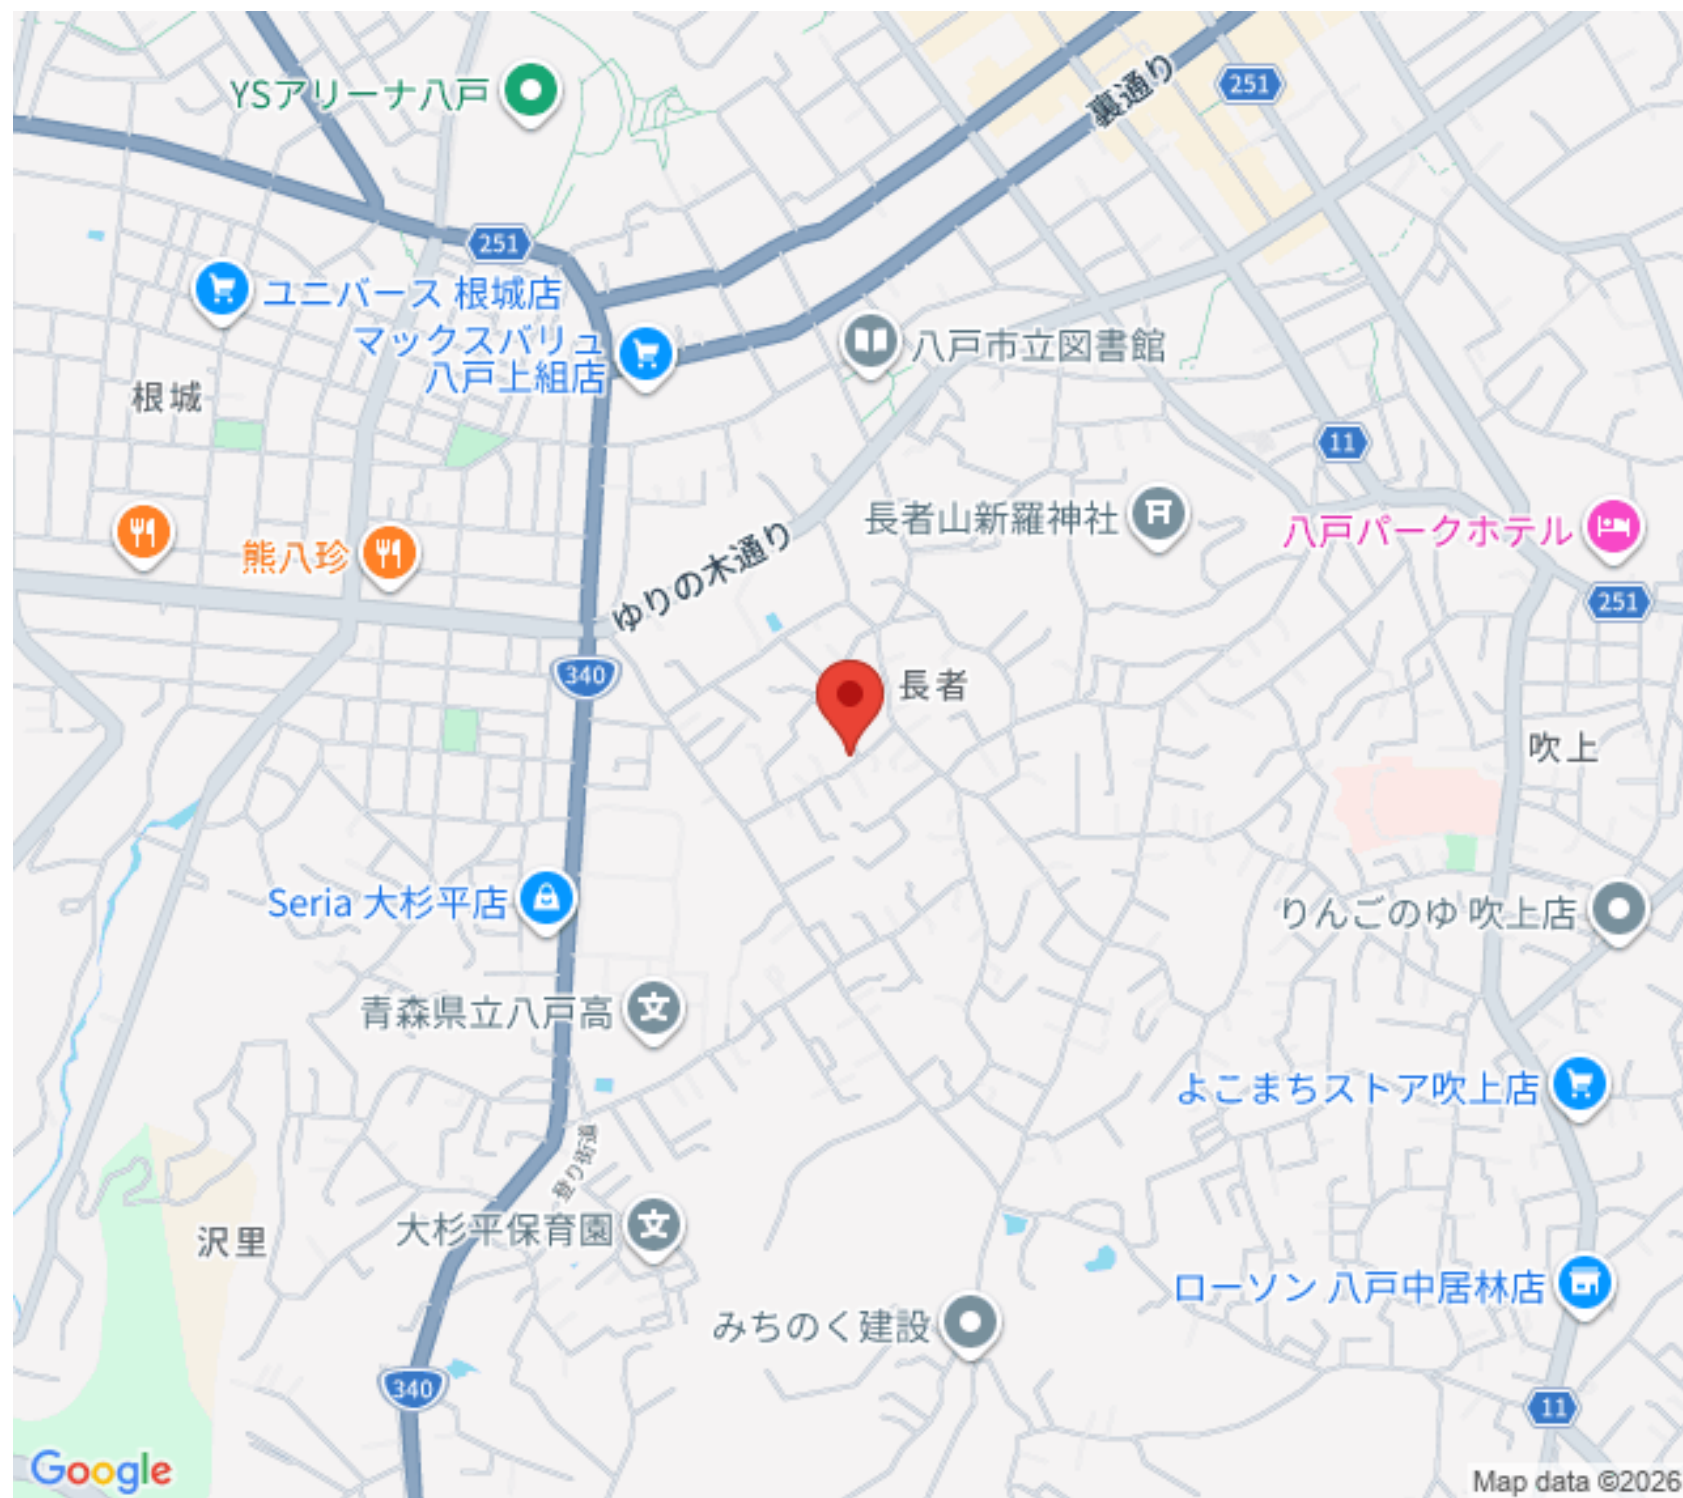 YSアリーナ八戸
251
裏通り
251
ユニバース 根城店
マックスバリュ
八戸上組店
八戸市立図書館
根城
11
長者山新羅神社
八戸パークホテル
熊八珍
ゆりの木通り
251
340
長者
吹上
Seria 大杉平店
りんごのゆ 吹上店
青森県立八戸高
よこまちストア吹上店
登り街道
大杉平保育園
沢里
ローソン 八戸中居林店
みちのく建設
340
11
Google
Map data ©2026